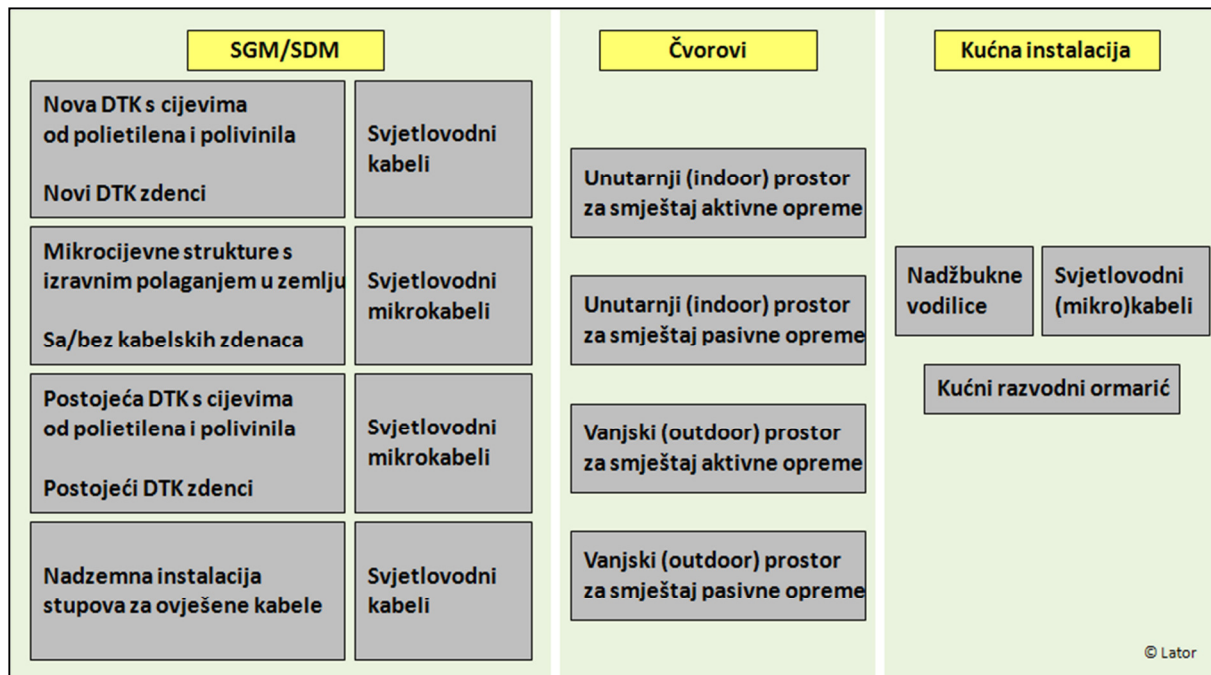 SGM/SDM
Nova DTK s cijevima
od polietilena i polivinila
Novi DTK zdenci
Svjetlovodni
kabeli
Mikrocijevne strukture s
izravnim polaganjem u zemlju
Sa/bez kabelskih zdenaca
Svjetlovodni
mikrokabeli
Postojeća DTK s cijevima
od polietilena i polivinila
Postojeći DTK zdenci
Svjetlovodni
mikrokabeli
Nadzemna instalacija
stupova za ovješene kabele
Svjetlovodni
kabeli
Čvorovi
Unutarnji (indoor) prostor
za smještaj aktivne opreme
Unutarnji (indoor) prostor
za smještaj pasivne opreme
Vanjski (outdoor) prostor
za smještaj aktivne opreme
Vanjski (outdoor) prostor
za smještaj pasivne opreme
Kućna instalacija
Nadžbukne
vodilice
Svjetlovodni
(mikro)kabeli
Kućni razvodni ormarić
© Lator